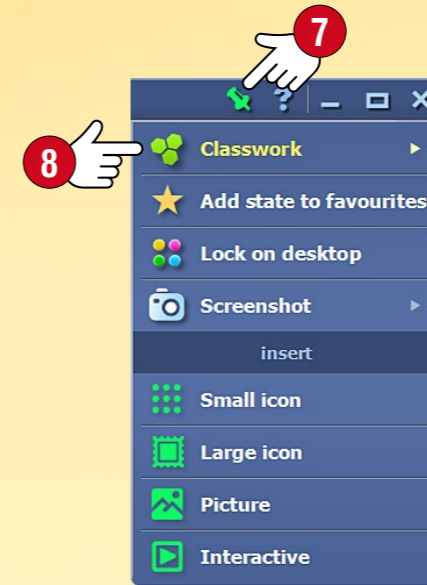 7
?
8
Classwork
Add state to favourites
Lock on desktop
Screenshot
insert
Small icon
Large icon
Picture
Interactive